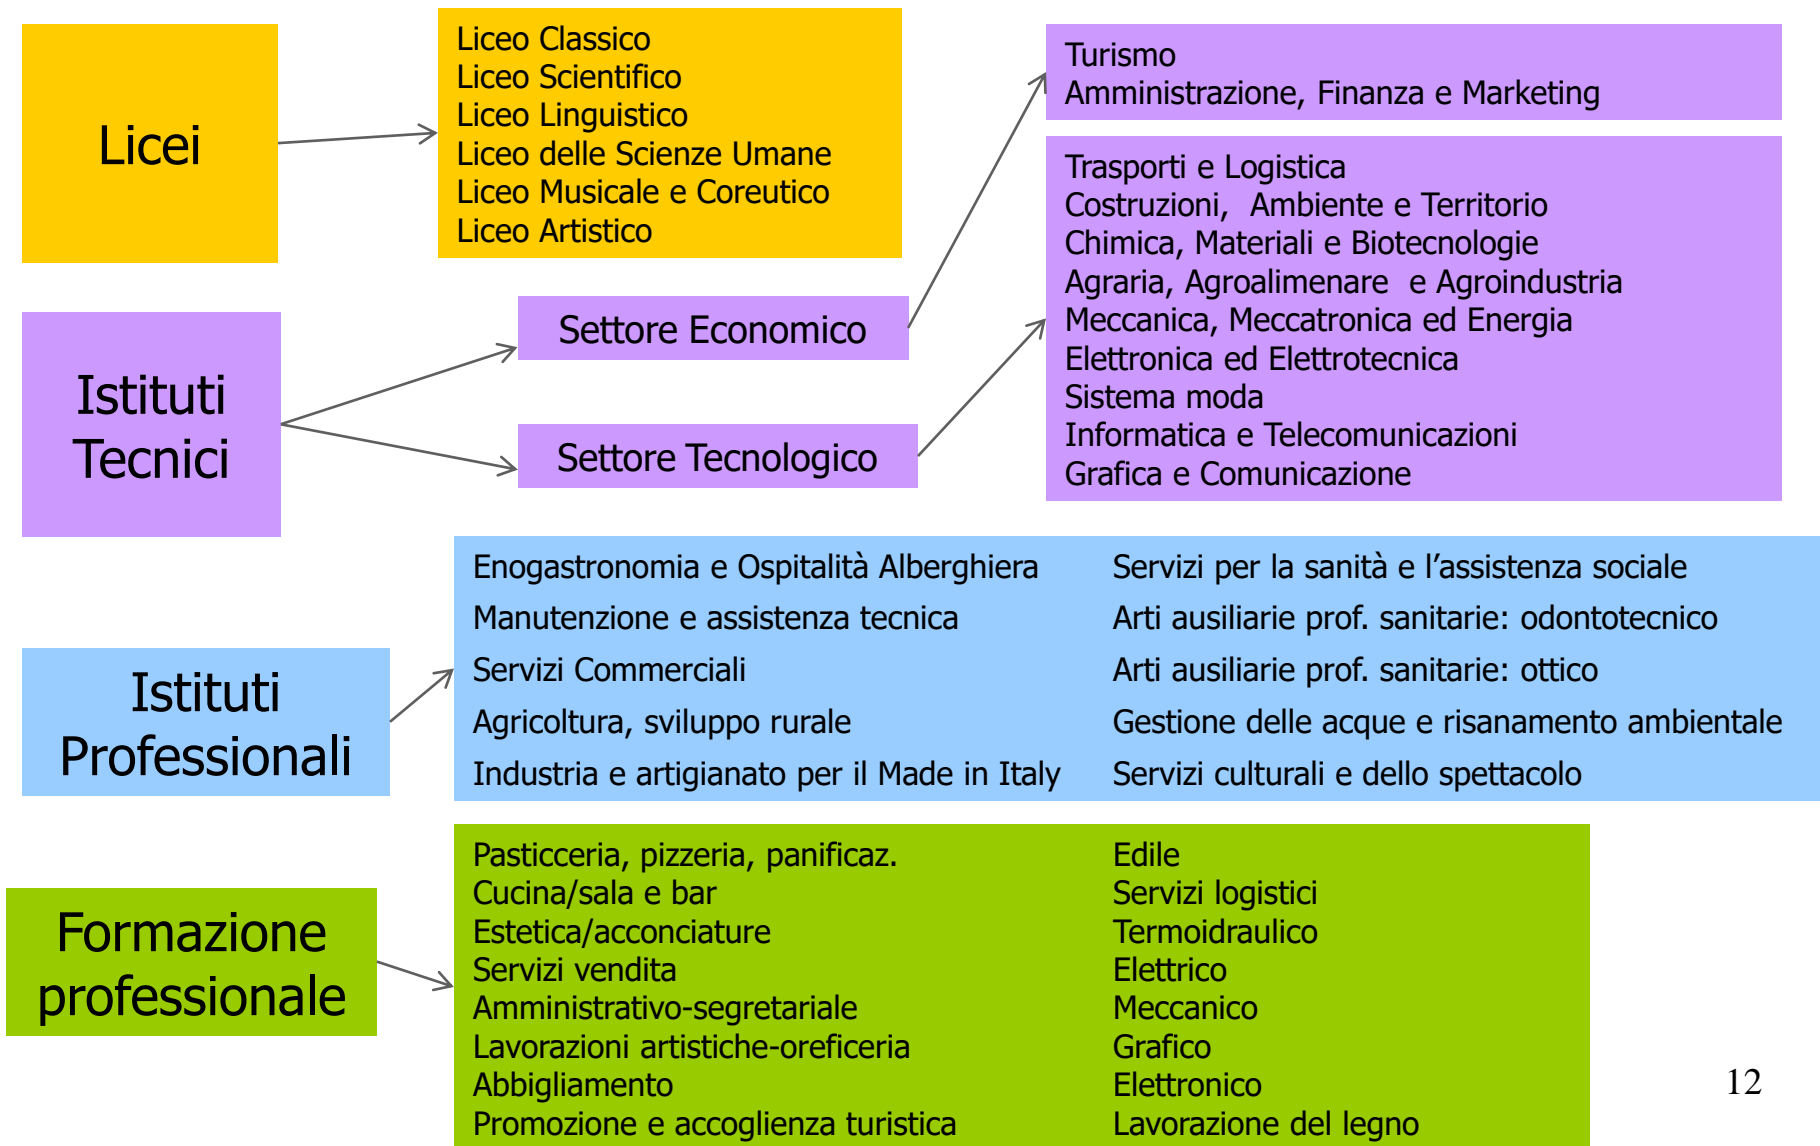 Licei
Liceo Classico
Liceo Scientifico
Liceo Linguistico
Liceo delle Scienze Umane
Liceo Musicale e Coreutico
Liceo Artistico
Istituti
Tecnici
Settore Economico
Settore Tecnologico
Turismo
Amministrazione, Finanza e Marketing
Trasporti e Logistica
Costruzioni, Ambiente e Territorio
Chimica, Materiali e Biotecnologie
Agraria, Agroalimenare e Agroindustria
Meccanica, Meccatronica ed Energia
Elettronica ed Elettrotecnica
Sistema moda
Informatica e Telecomunicazioni
Grafica e Comunicazione
Istituti
Professionali
Enogastronomia e Ospitalità Alberghiera
Manutenzione e assistenza tecnica
Servizi Commerciali
Agricoltura, sviluppo rurale
Industria e artigianato per il Made in Italy
Servizi per la sanità e l’assistenza sociale
Arti ausiliarie prof. sanitarie: odontotecnico
Arti ausiliarie prof. sanitarie: ottico
Gestione delle acque e risanamento ambientale
Servizi culturali e dello spettacolo
Formazione
professionale
Pasticceria, pizzeria, panificaz.
Cucina/sala e bar
Estetica/acconciature
Servizi vendita
Amministrativo-segretariale
Lavorazioni artistiche-oreficeria
Abbigliamento
Promozione e accoglienza turistica
Edile
Servizi logistici
Termoidraulico
Elettrico
Meccanico
Grafico
Elettronico
Lavorazione del legno
12